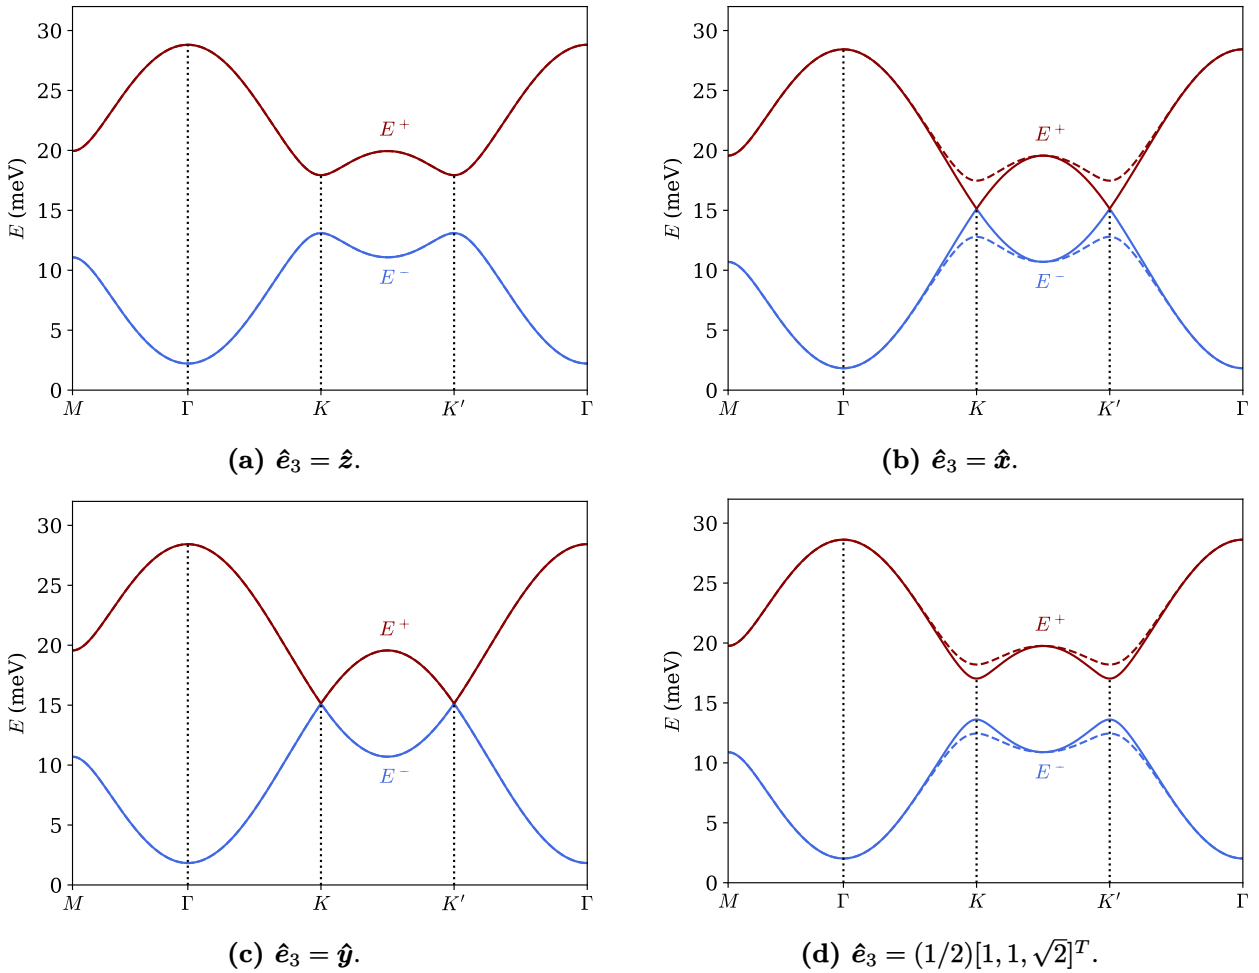 30
25
20
15
10
5
0
E (meV)
E⁺
E⁻
M Γ K K′ Γ
(a) ê₃ = ẑ.
30
25
20
15
10
5
0
E (meV)
E⁺
E⁻
M Γ K K′ Γ
(b) ê₃ = x̂.
30
25
20
15
10
5
0
E (meV)
E⁺
E⁻
M Γ K K′ Γ
(c) ê₃ = ŷ.
30
25
20
15
10
5
0
E (meV)
E⁺
E⁻
M Γ K K′ Γ
(d) ê₃ = (1/2)[1, 1, √2]ᵀ.